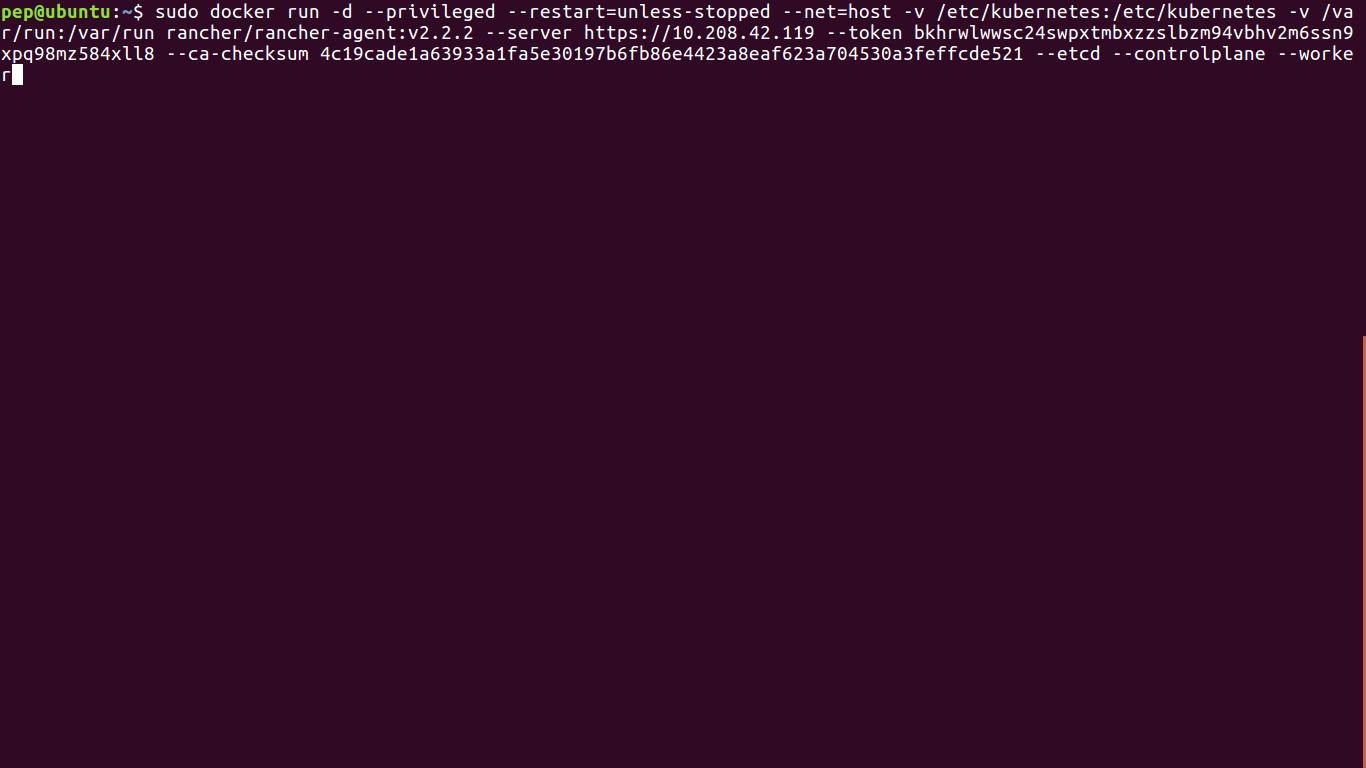 pep@ubuntu:~$ sudo docker run -d --privileged --restart=unless-stopped --net=host -v /etc/kubernetes:/etc/kubernetes -v /va
r/run:/var/run rancher/rancher-agent:v2.2.2 --server https://10.208.42.119 --token bkhrwlwwsc24swpxtmbxzzslbzm94vbhv2m6ssn9
xpq98mz584xll8 --ca-checksum 4c19cade1a63933a1fa5e30197b6fb86e4423a8eaf623a704530a3feffcde521 --etcd --controlplane --worke
r